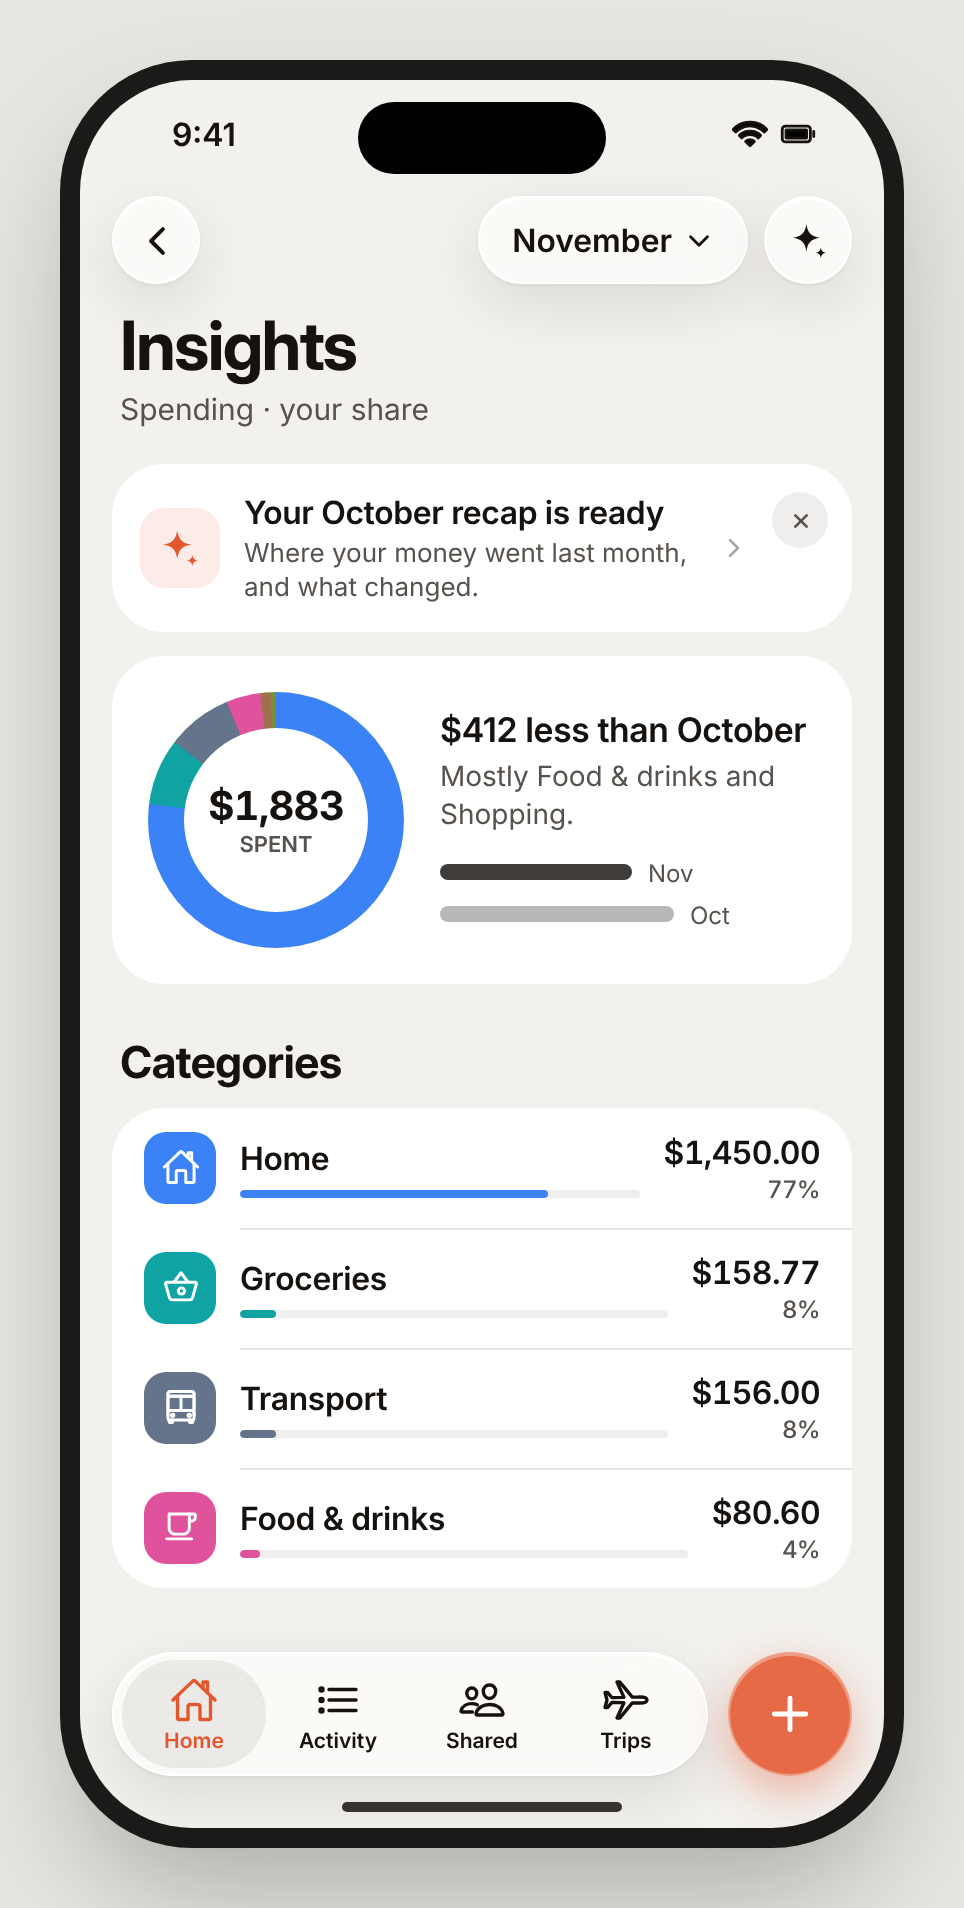 9:41
November
Insights
Spending · your share
Your October recap is ready
Where your money went last month,
and what changed.
$1,883
SPENT
$412 less than October
Mostly Food & drinks and
Shopping.
Nov
Oct
Categories
Home
$1,450.00
77%
Groceries
$158.77
8%
Transport
$156.00
8%
Food & drinks
$80.60
4%
Home
Activity
Shared
Trips